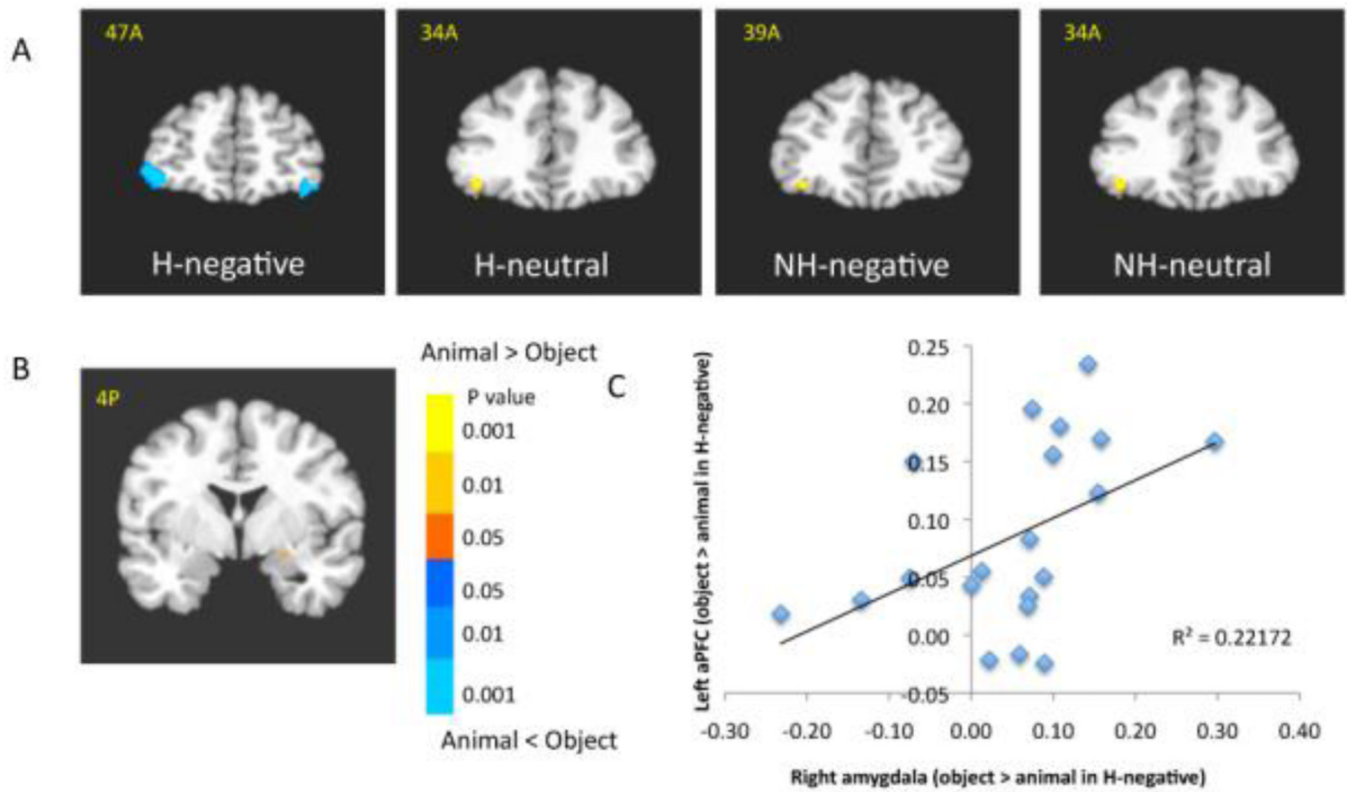 A
47A
34A
39A
34A
H-negative
H-neutral
NH-negative
NH-neutral
B
4P
Animal > Object
P value
0.001
0.01
0.05
0.05
0.01
0.001
Animal < Object
C
Left aPFC (object > animal in H-negative)
0.25
0.20
0.15
0.10
0.05
0.00
-0.05
R² = 0.22172
-0.30
-0.20
-0.10
0.00
0.10
0.20
0.30
0.40
Right amygdala (object > animal in H-negative)